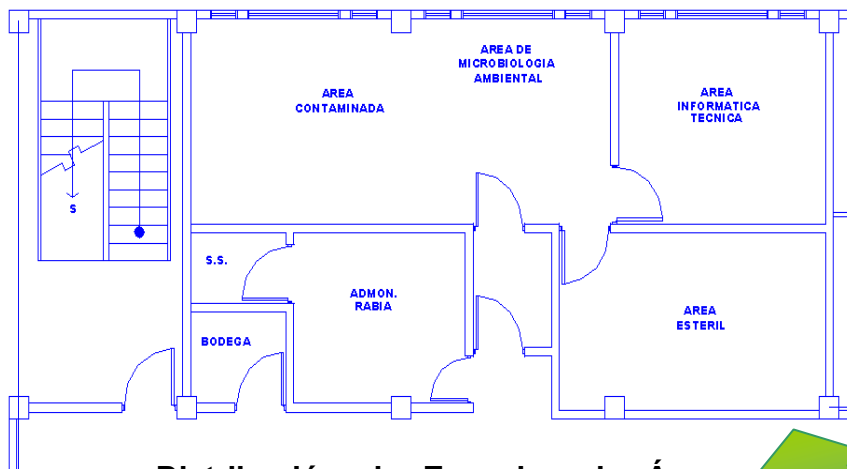 AREA DE
MICROBIOLOGIA
AMBIENTAL
AREA
CONTAMINADA
AREA
INFORMATICA
TECNICA
S
S.S.
ADMON.
RABIA
BODEGA
AREA
ESTERIL